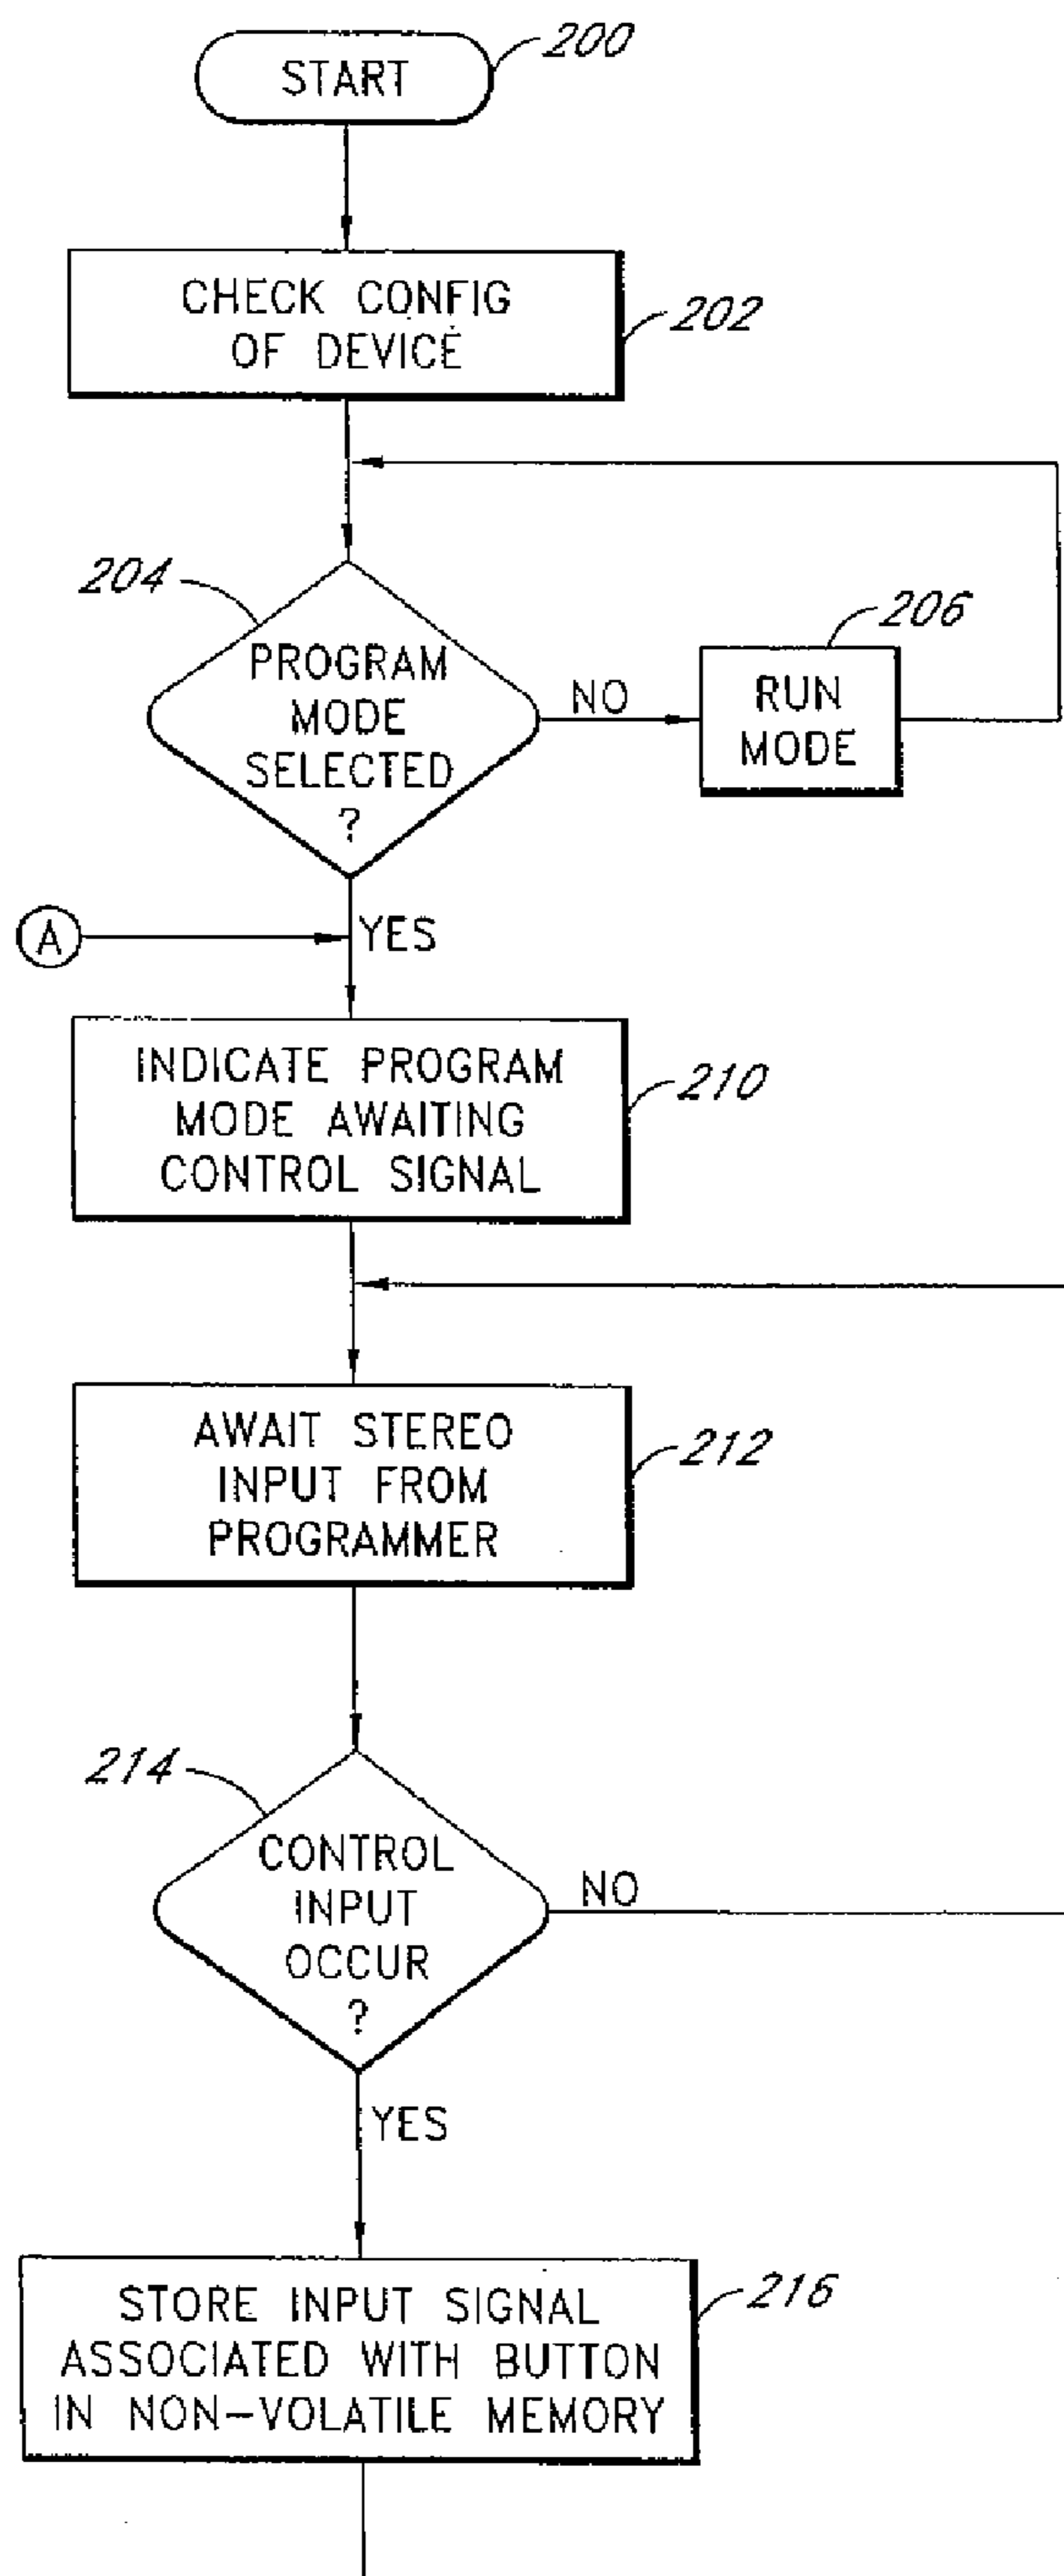 START
200
CHECK CONFIG
OF DEVICE
202
204
PROGRAM
MODE
SELECTED
?
NO
206
RUN
MODE
A
YES
INDICATE PROGRAM
MODE AWAITING
CONTROL SIGNAL
210
AWAIT STEREO
INPUT FROM
PROGRAMMER
212
214
CONTROL
INPUT
OCCUR
?
NO
YES
STORE INPUT SIGNAL
ASSOCIATED WITH BUTTON
IN NON-VOLATILE MEMORY
216